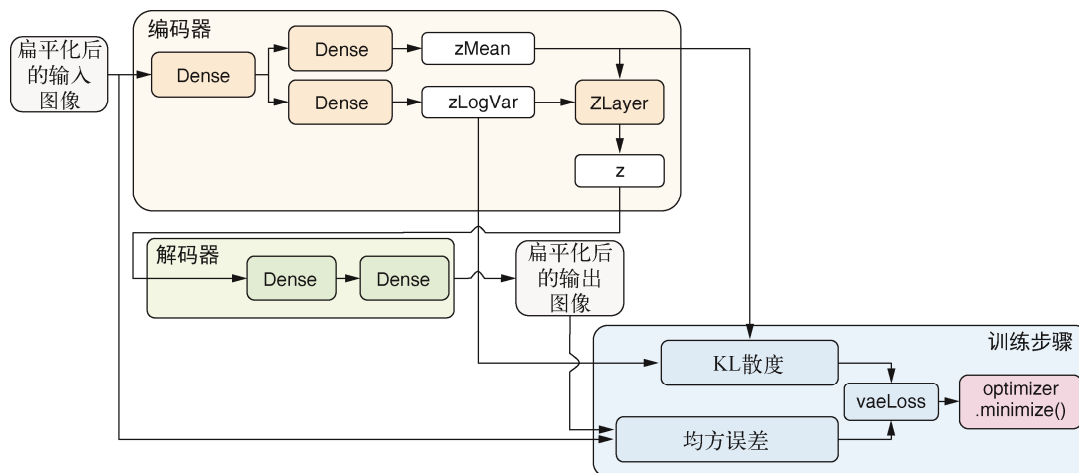 编码器
扁平化后
的输入
图像
Dense
Dense
zMean
Dense
zLogVar
ZLayer
z
解码器
Dense
Dense
扁平化后
的输出
图像
训练步骤
KL散度
vaeLoss
optimizer
.minimize()
均方误差